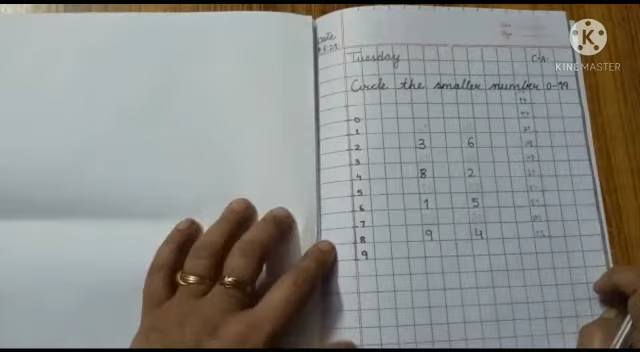 Date
Tuesday
C.A.
Circle the smaller number 0-99
0
1
2 3 6
3
4 8 2
5
6 1 5
7
8 9 4
9
K
KINEMASTER